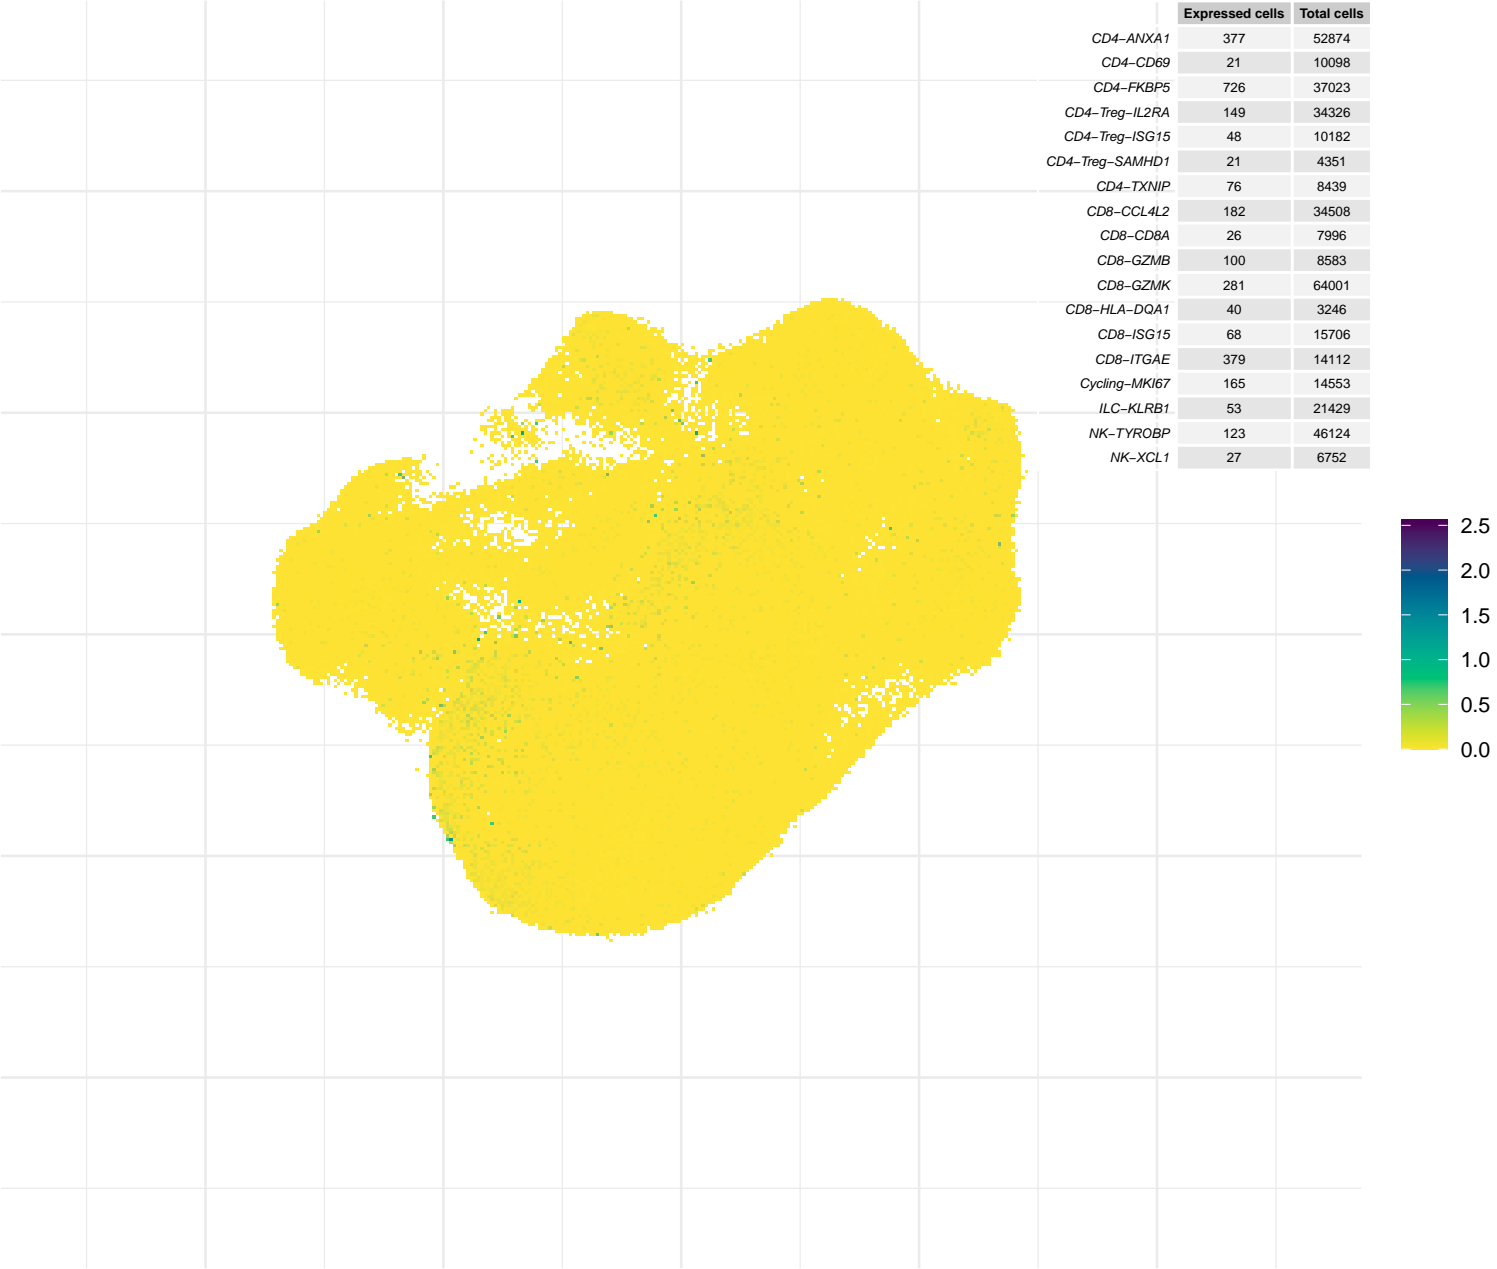 Expressed cells Total cells
CD4−ANXA1 377 52874
CD4−CD69 21 10098
CD4−FKBP5 726 37023
CD4−Treg−IL2RA 149 34326
CD4−Treg−ISG15 48 10182
CD4−Treg−SAMHD1 21 4351
CD4−TXNIP 76 8439
CD8−CCL4L2 182 34508
CD8−CD8A 26 7996
CD8−GZMB 100 8583
CD8−GZMK 281 64001
CD8−HLA−DQA1 40 3246
CD8−ISG15 68 15706
CD8−ITGAE 379 14112
Cycling−MKI67 165 14553
ILC−KLRB1 53 21429
NK−TYROBP 123 46124
NK−XCL1 27 6752
2.5
2.0
1.5
1.0
0.5
0.0